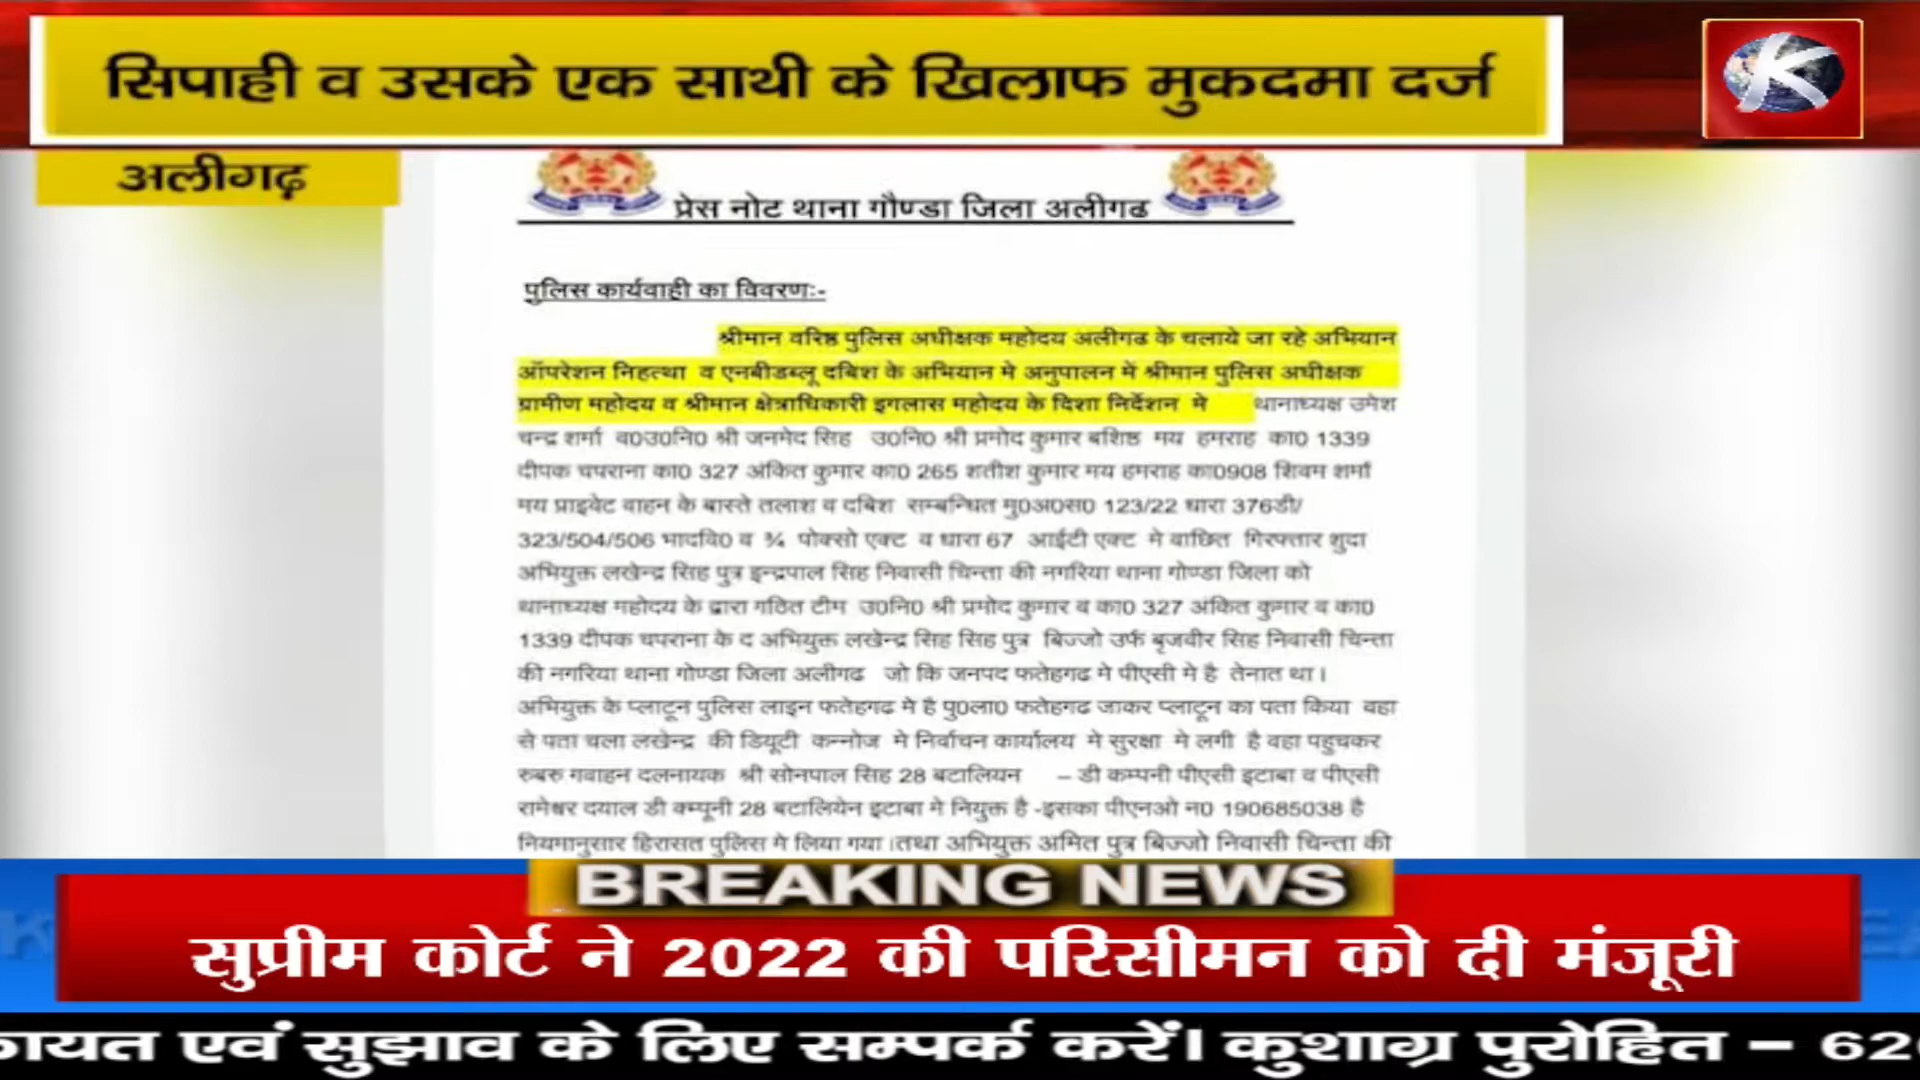 सिपाही व उसके एक साथी के खिलाफ मुकदमा दर्ज
K
अलीगढ़
प्रेस नोट थाना गौण्डा जिला अलीगढ
पुलिस कार्यवाही का विवरणः-
श्रीमान वरिष्ठ पुलिस अधीक्षक महोदय अलीगढ के चलाये जा रहे अभियान
ऑपरेशन निहत्था व एनबीडब्लू दबिश के अभियान मे अनुपालन में श्रीमान पुलिस अधीक्षक
ग्रामीण महोदय व श्रीमान क्षेत्राधिकारी इगलास महोदय के दिशा निर्देशन मे थानाध्यक्ष उमेश
चन्द्र शर्मा व0उ0नि0 श्री जनमेद सिह उ0नि0 श्री प्रमोद कुमार बशिष्ठ मय हमराह का0 1339
दीपक चपराना का0 327 अंकित कुमार का0 265 शतीश कुमार मय हमराह का0908 शिवम शर्मा
मय प्राइवेट वाहन के बास्ते तलाश व दबिश सम्बन्धित मु0अ0स0 123/22 धारा 376डी/
323/504/506 भादवि0 व ¾ पोक्सो एक्ट व धारा 67 आईटी एक्ट मे वाछित गिरफ्तार शुदा
अभियुक्त लखेन्द्र सिह पुत्र इन्द्रपाल सिह निवासी चिन्ता की नगरिया थाना गोण्डा जिला को
थानाध्यक्ष महोदय के द्वारा गठित टीम उ0नि0 श्री प्रमोद कुमार व का0 327 अंकित कुमार व का0
1339 दीपक चपराना के द अभियुक्त लखेन्द्र सिह सिह पुत्र बिज्जो उर्फ बृजवीर सिह निवासी चिन्ता
की नगरिया थाना गोण्डा जिला अलीगढ जो कि जनपद फतेहगढ मे पीएसी मे है तेनात था।
अभियुक्त के प्लाटून पुलिस लाइन फतेहगढ मे है पु0ला0 फतेहगढ जाकर प्लाटून का पता किया वहा
से पता चला लखेन्द्र की डियूटी कन्नोज मे निर्वाचन कार्यालय मे सुरक्षा मे लगी है वहा पहुचकर
रुबरु गवाहन दलनायक श्री सोनपाल सिह 28 बटालियन – डी कम्पनी पीएसी इटाबा व पीएसी
रामेश्वर दयाल डी क्म्पूनी 28 बटालियेन इटाबा मे नियुक्त है -इसका पीएनओ न0 190685038 है
नियमानुसार हिरासत पुलिस मे लिया गया।तथा अभियुक्त अमित पुत्र बिज्जो निवासी चिन्ता की
BREAKING NEWS
सुप्रीम कोर्ट ने 2022 की परिसीमन को दी मंजूरी
कायत एवं सुझाव के लिए सम्पर्क करें। कुशाग्र पुरोहित – 62